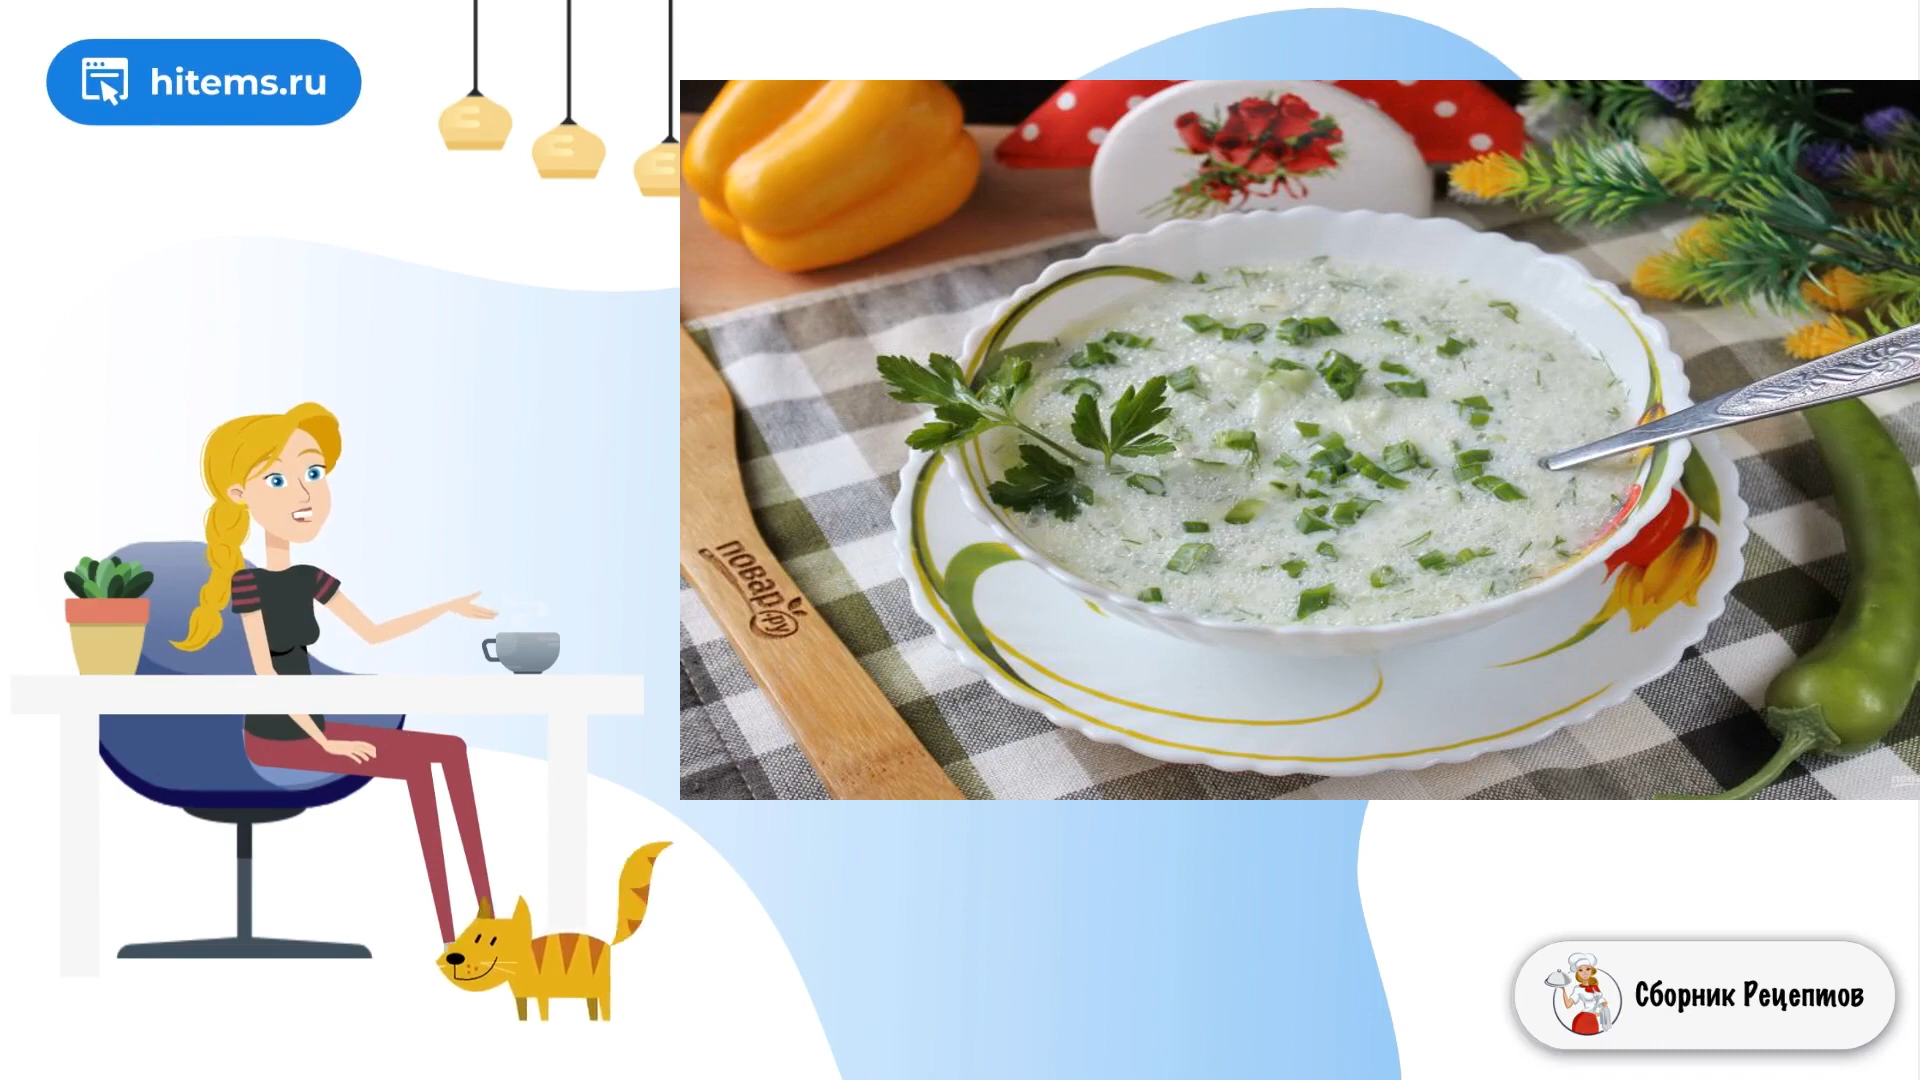 hitems.ru
повар.ру
Сборник Рецептов